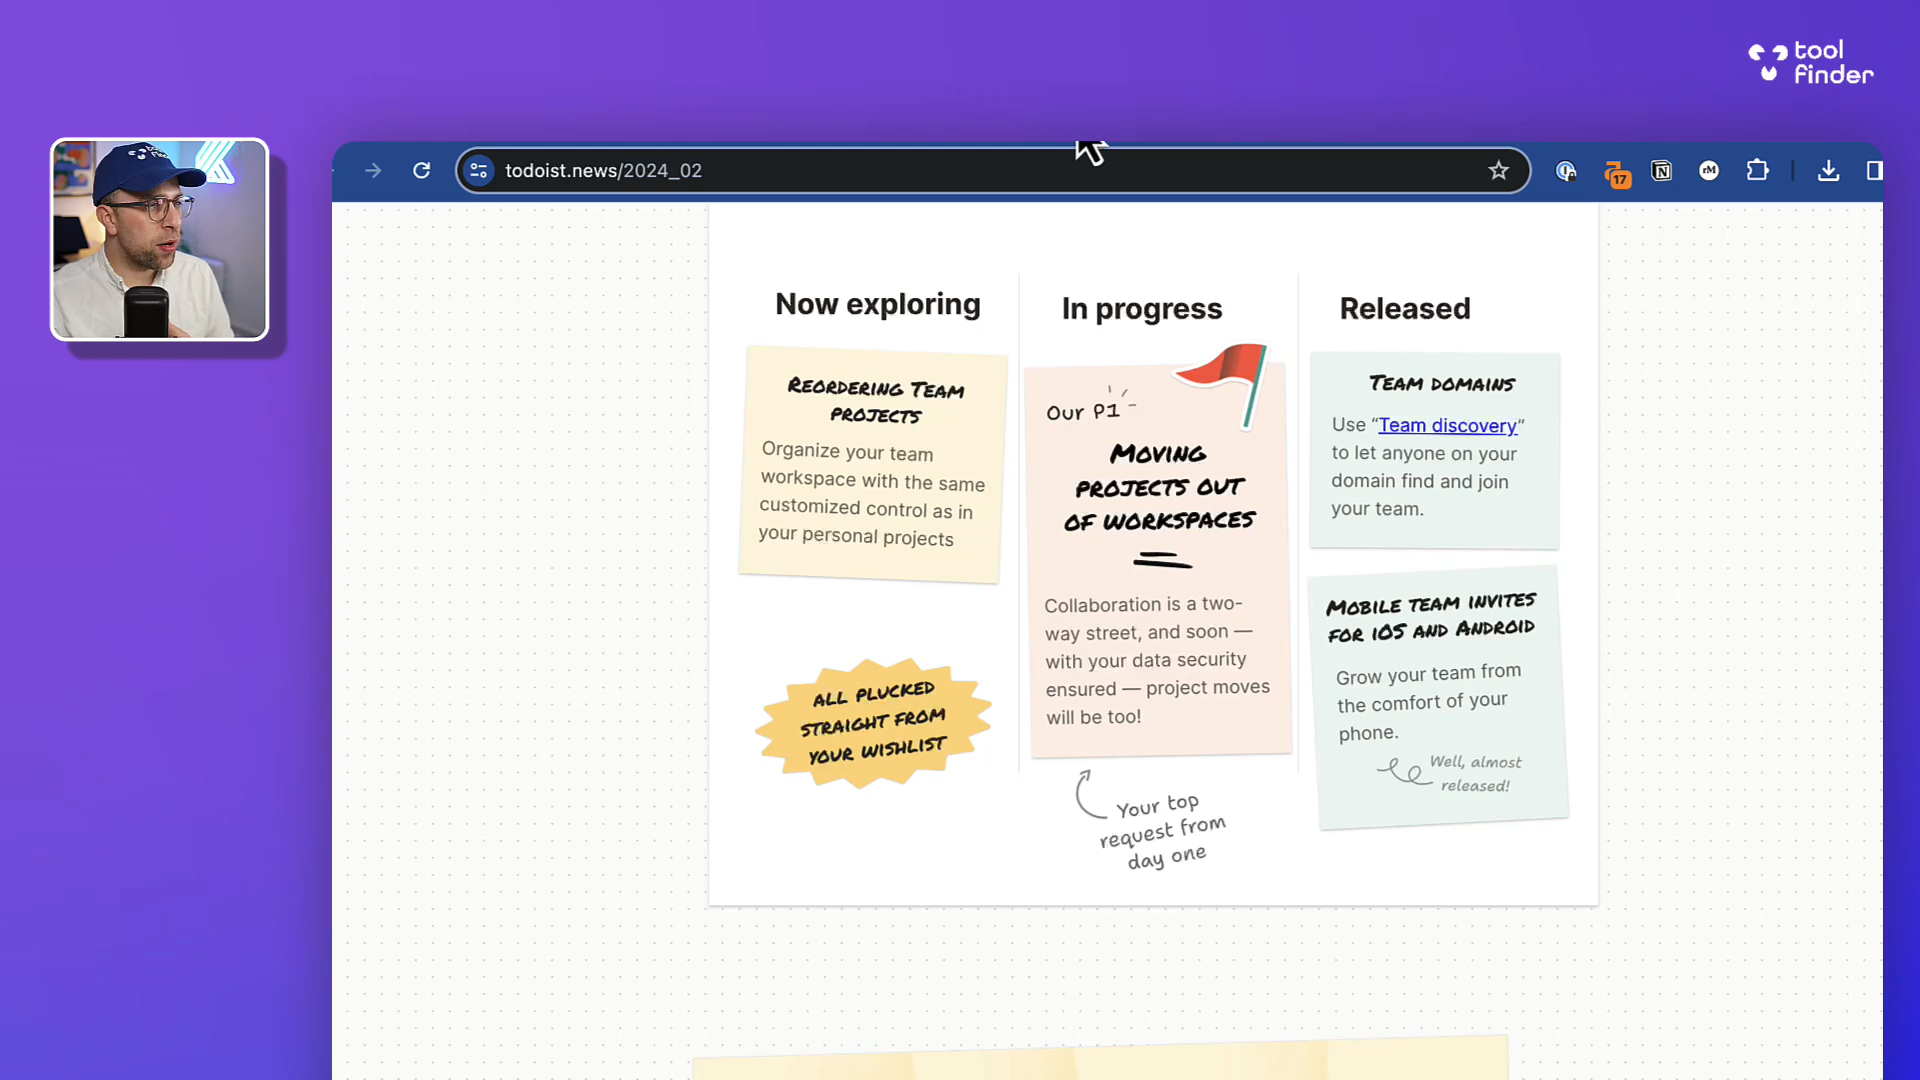 tool
finder
todoist.news/2024_02
17
N
rM
Now exploring
In progress
Released
Reordering Team
projects
Organize your team
workspace with the same
customized control as in
your personal projects
All plucked
straight from
your wishlist
Our P1
Moving
projects out
of workspaces
Collaboration is a two-
way street, and soon —
with your data security
ensured — project moves
will be too!
Your top
request from
day one
Team domains
Use “Team discovery”
to let anyone on your
domain find and join
your team.
Mobile team invites
for iOS and Android
Grow your team from
the comfort of your
phone.
Well, almost
released!